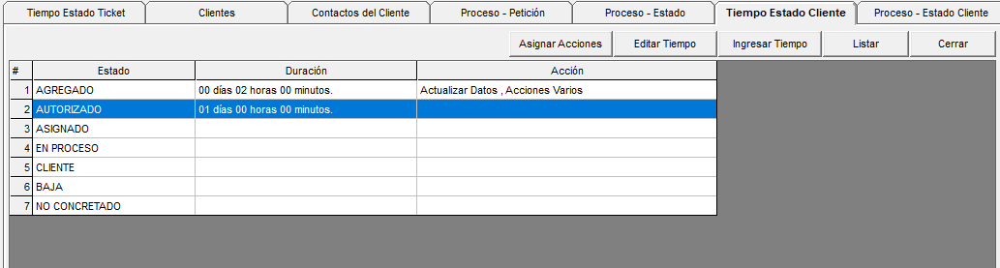 Tiempo Estado Ticket Clientes Contactos del Cliente Proceso - Petición Proceso - Estado Tiempo Estado Cliente Proceso - Estado Cliente
Asignar Acciones Editar Tiempo Ingresar Tiempo Listar Cerrar
# Estado Duración Acción
1 AGREGADO 00 días 02 horas 00 minutos. Actualizar Datos , Acciones Varios
2 AUTORIZADO 01 días 00 horas 00 minutos.
3 ASIGNADO
4 EN PROCESO
5 CLIENTE
6 BAJA
7 NO CONCRETADO